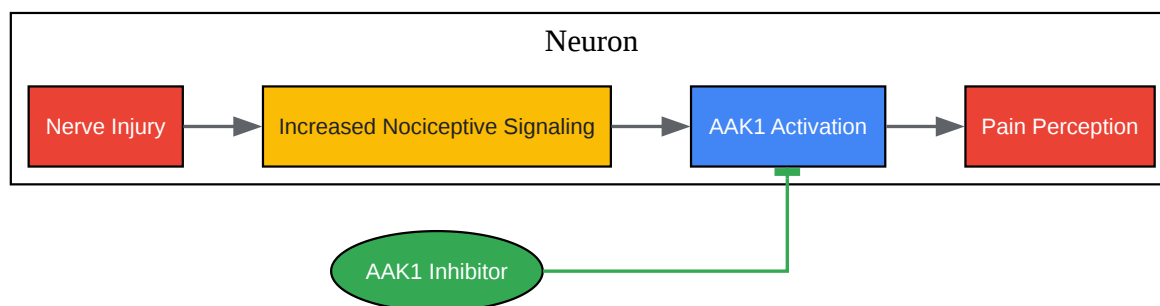 Neuron
Nerve Injury
Increased Nociceptive Signaling
AAK1 Activation
Pain Perception
AAK1 Inhibitor